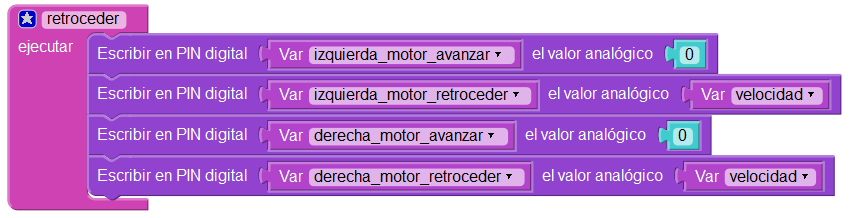 retroceder
ejecutar Escribir en PIN digital Var izquierda_motor_avanzar el valor analógico 0
Escribir en PIN digital Var izquierda_motor_retroceder el valor analógico Var velocidad
Escribir en PIN digital Var derecha_motor_avanzar el valor analógico 0
Escribir en PIN digital Var derecha_motor_retroceder el valor analógico Var velocidad